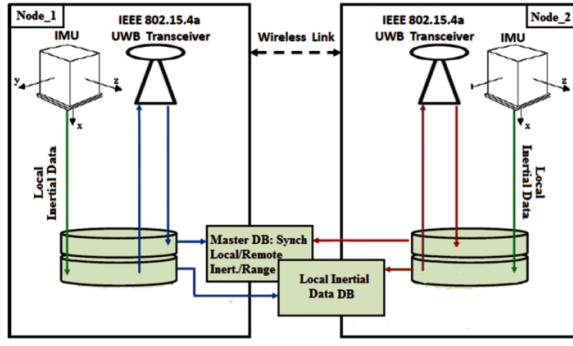 Node_1
IEEE 802.15.4a
UWB Transceiver
IMU
y
z
x
Local
Inertial Data
Wireless Link
Node_2
IEEE 802.15.4a
UWB Transceiver
IMU
z
x
Local
Inertial Data
Master DB: Synch
Local/Remote
Inert./Range
Local Inertial
Data DB